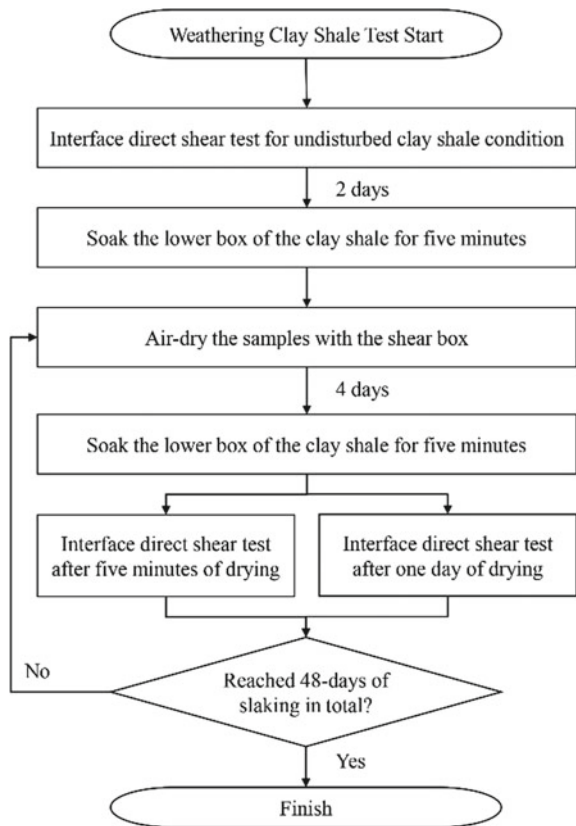 Weathering Clay Shale Test Start
Interface direct shear test for undisturbed clay shale condition
2 days
Soak the lower box of the clay shale for five minutes
Air-dry the samples with the shear box
4 days
Soak the lower box of the clay shale for five minutes
Interface direct shear test
after five minutes of drying
Interface direct shear test
after one day of drying
No
Reached 48-days of
slaking in total?
Yes
Finish